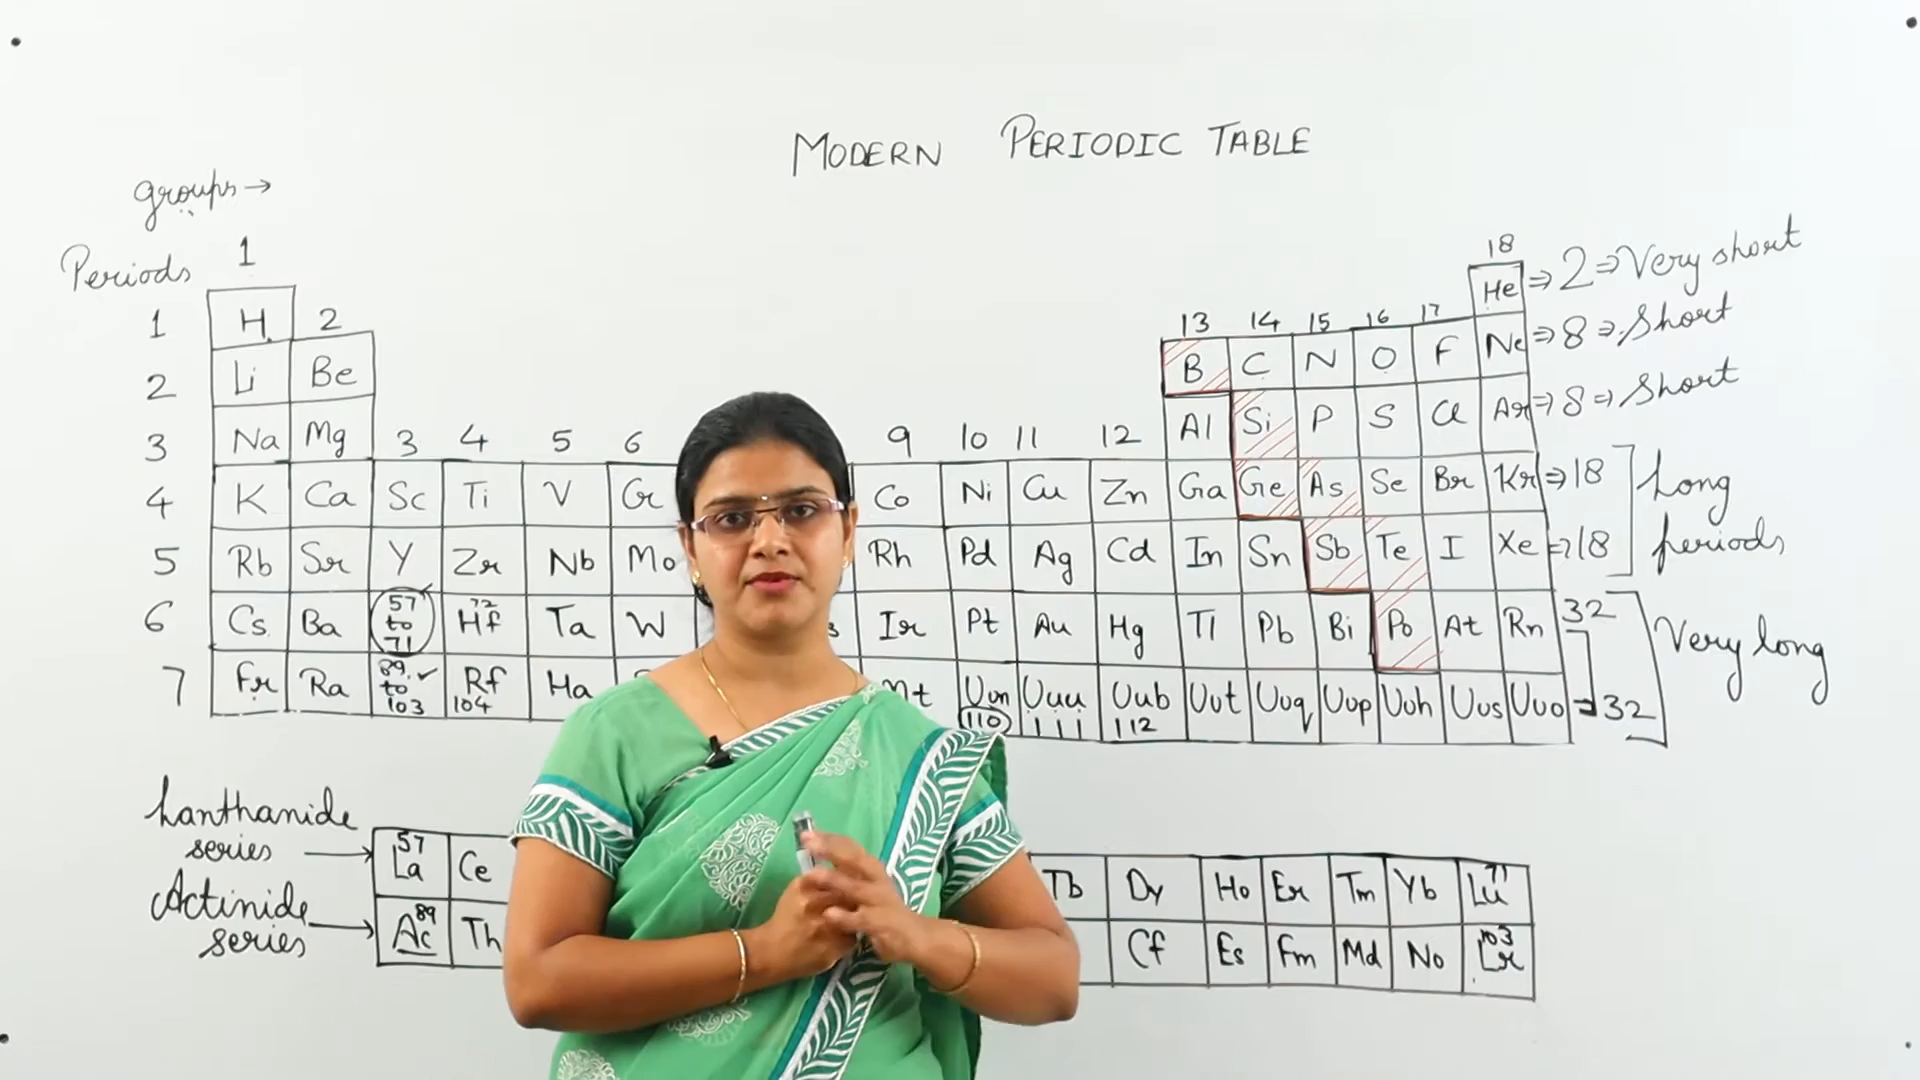 MODERN PERIODIC TABLE
groups →
Periods
1 18
1 H 2 13 14 15 16 17 He ⇒ 2 ⇒ Very short
2 Li Be B C N O F Ne ⇒ 8 ⇒ Short
3 Na Mg 3 4 5 6 9 10 11 12 Al Si P S Cl Ar ⇒ 8 ⇒ Short
4 K Ca Sc Ti V Cr Co Ni Cu Zn Ga Ge As Se Br Kr ⇒ 18 Long
5 Rb Sr Y Zr Nb Mo Rh Pd Ag Cd In Sn Sb Te I Xe ⇒ 18 periods
6 Cs Ba 57 to 71 72 Hf Ta W Ir Pt Au Hg Tl Pb Bi Po At Rn 32 Very long
7 Fr Ra 89 to 103 Rf 104 Ha Uun 110 Uuu 111 Uub 112 Uut Uuq Uup Uuh Uus Uuo 32
Lanthanide
series → 57 La Ce Tb Dy Ho Er Tm Yb 71 Lu
Actinide
series → 89 Ac Th Cf Es Fm Md No 103 Lr